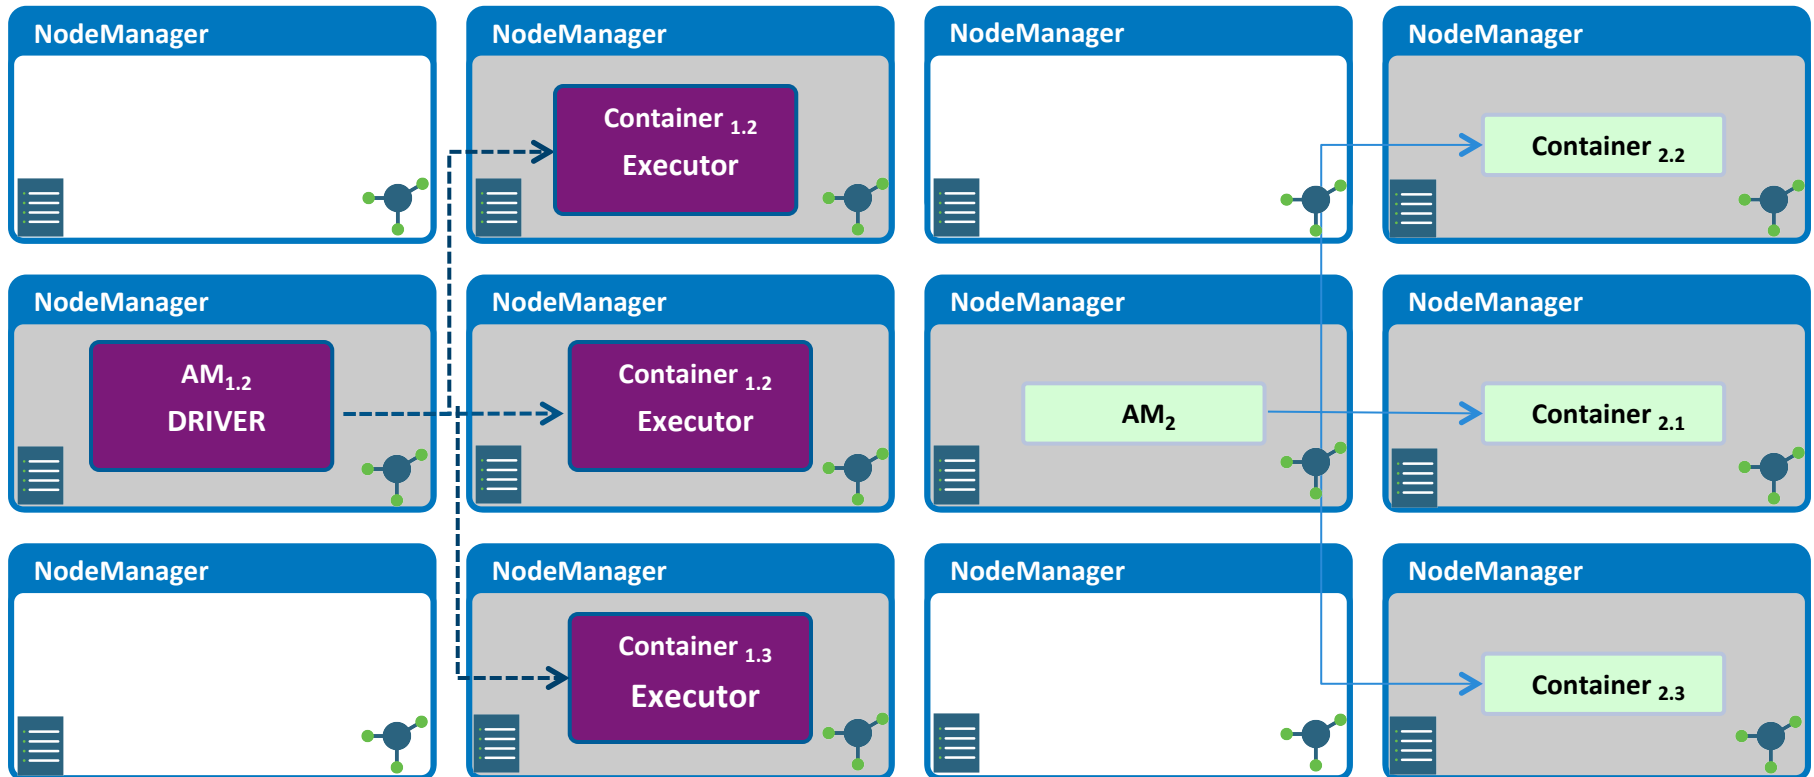 NodeManager
NodeManager
Container 1.2
Executor
NodeManager
NodeManager
Container 2.2
NodeManager
AM1.2
DRIVER
NodeManager
Container 1.2
Executor
NodeManager
AM2
NodeManager
Container 2.1
NodeManager
NodeManager
Container 1.3
Executor
NodeManager
NodeManager
Container 2.3